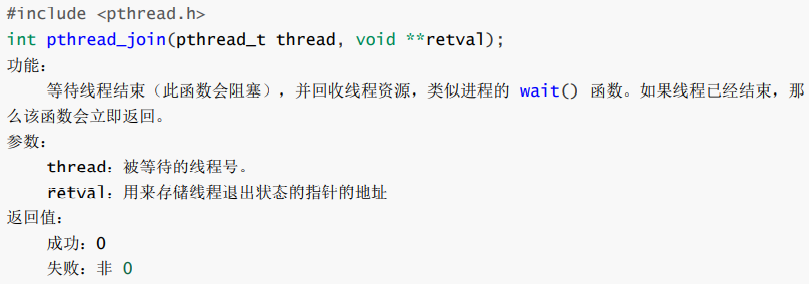 #include <pthread.h>
int pthread_join(pthread_t thread, void **retval);
功能：
等待线程结束（此函数会阻塞），并回收线程资源，类似进程的 wait() 函数。如果线程已经结束，那
么该函数会立即返回。
参数：
thread：被等待的线程号。
retval：用来存储线程退出状态的指针的地址
返回值：
成功：0
失败：非 0